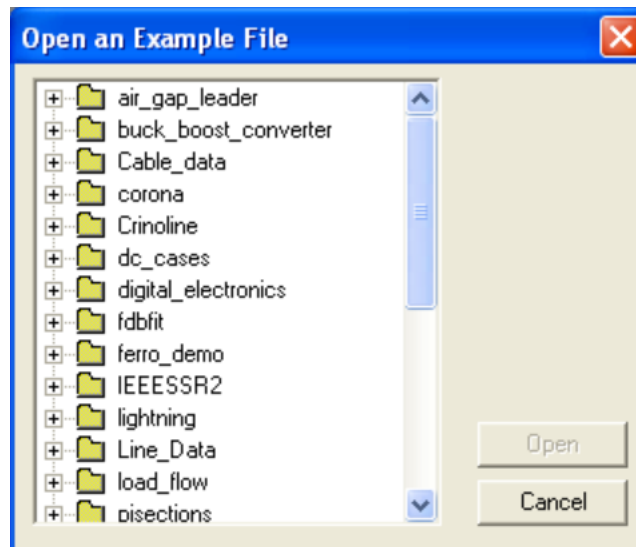 Open an Example File
air_gap_leader
buck_boost_converter
Cable_data
corona
Crinoline
dc_cases
digital_electronics
fdbfit
ferro_demo
IEEESSR2
lightning
Line_Data
load_flow
pisections
Open
Cancel